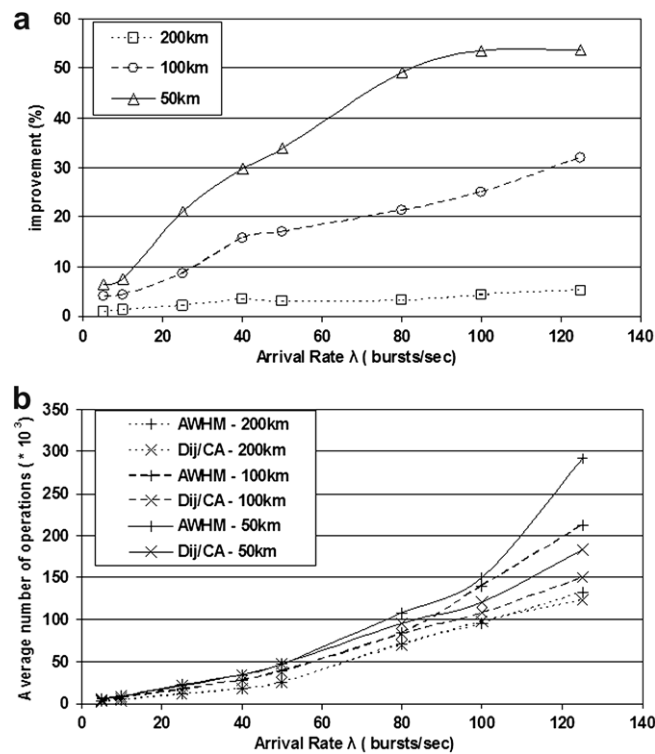 a
60
50
40
30
20
10
0
improvement (%)
200km
100km
50km
0 20 40 60 80 100 120 140
Arrival Rate λ ( bursts/sec)
b
350
300
250
200
150
100
50
0
A verage number of operations ( * 10 3)
AWHM - 200km
Dij/CA - 200km
AWHM - 100km
Dij/CA - 100km
AWHM - 50km
Dij/CA - 50km
0 20 40 60 80 100 120 140
Arrival Rate λ ( bursts/sec)